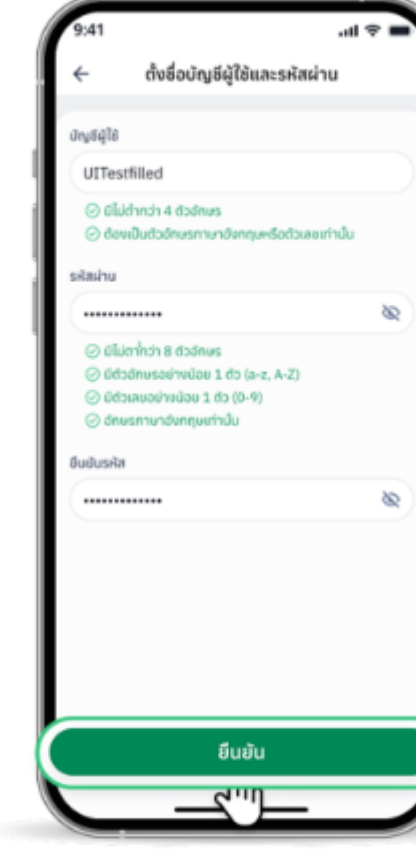 9:41
ตั้งชื่อบัญชีผู้ใช้และรหัสผ่าน
บัญชีผู้ใช้
UITestfilled
มีไม่ต่ำกว่า 4 ตัวอักษร
ต้องเป็นตัวอักษรภาษาอังกฤษหรือตัวเลขเท่านั้น
รหัสผ่าน
•••••••••••••
มีไม่ต่ำกว่า 8 ตัวอักษร
มีตัวอักษรอย่างน้อย 1 ตัว (a-z, A-Z)
มีตัวเลขอย่างน้อย 1 ตัว (0-9)
อักษรภาษาอังกฤษเท่านั้น
ยืนยันรหัส
•••••••••••••
ยืนยัน